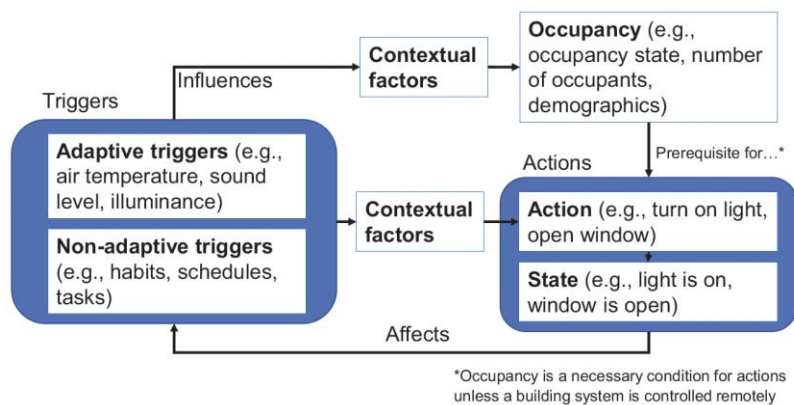 Occupancy (e.g.,
occupancy state, number
of occupants,
demographics)
Contextual
factors
Influences
Triggers
Adaptive triggers (e.g.,
air temperature, sound
level, illuminance)
Non-adaptive triggers
(e.g., habits, schedules,
tasks)
Contextual
factors
Prerequisite for...*
Actions
Action (e.g., turn on light,
open window)
State (e.g., light is on,
window is open)
Affects
*Occupancy is a necessary condition for actions
unless a building system is controlled remotely